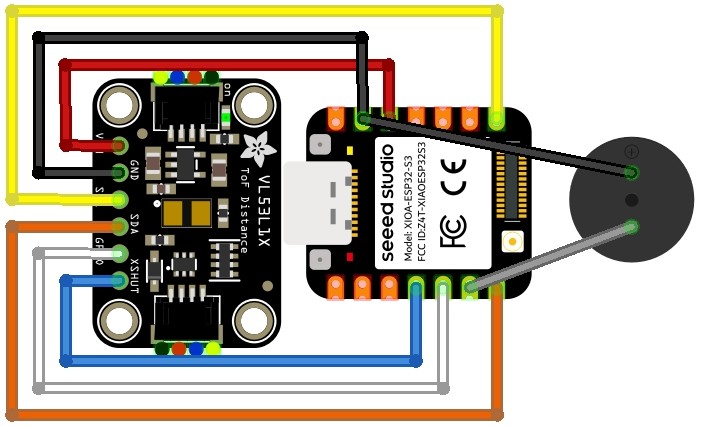 on
GND
SDA
XSHUT
VL53L1X
ToF Distance
seeed studio
Model: XIOA-ESP32-S3
FCC ID:Z4T-XIAOESP32S3
FC CE
+